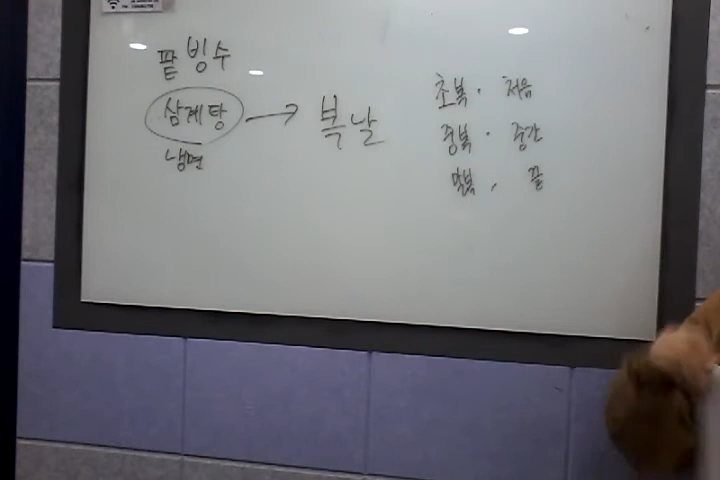 팥빙수
삼계탕 → 복날
냉면
초복 · 처음
중복 · 중간
말복 , 끝